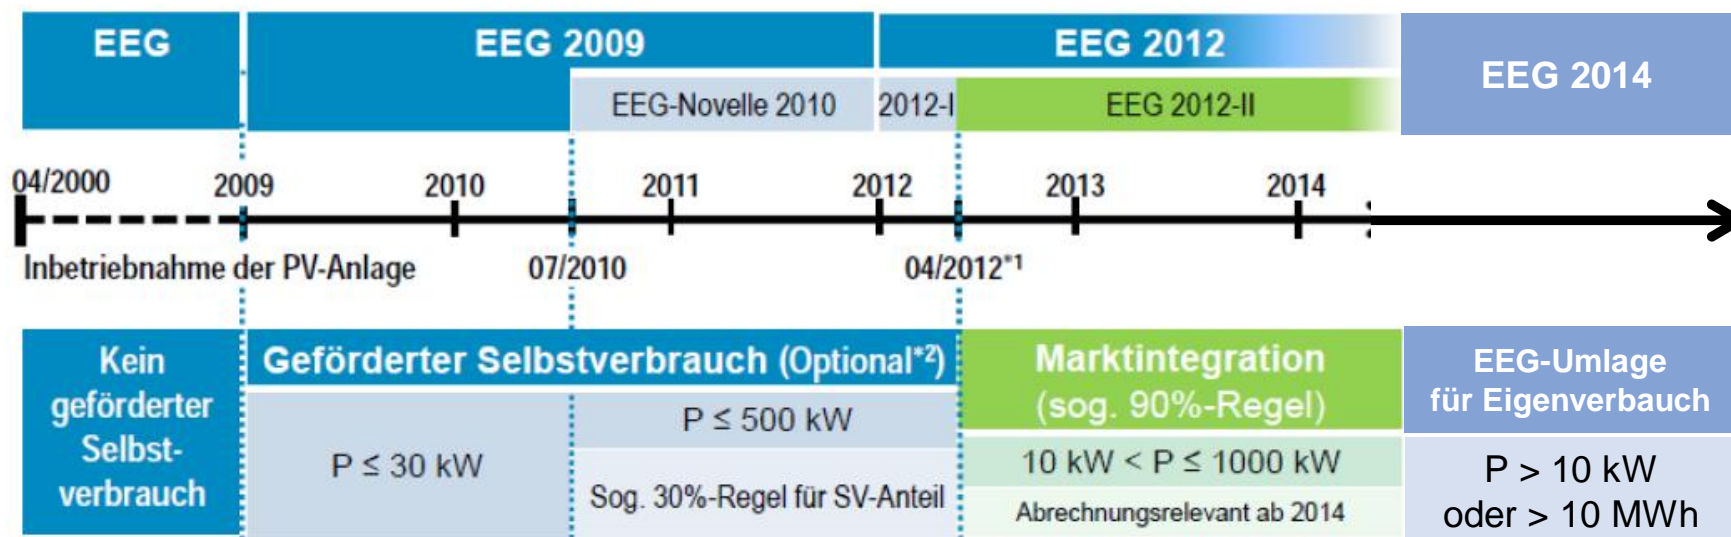 EEG
EEG 2009
EEG 2012
EEG 2014
EEG-Novelle 2010
2012-I
EEG 2012-II
04/2000
2009
2010
2011
2012
2013
2014
Inbetriebnahme der PV-Anlage
07/2010
04/2012*1
Kein
geförderter
Selbst-
verbrauch
Geförderter Selbstverbrauch (Optional*2)
P ≤ 30 kW
P ≤ 500 kW
Sog. 30%-Regel für SV-Anteil
Marktintegration
(sog. 90%-Regel)
10 kW < P ≤ 1000 kW
Abrechnungsrelevant ab 2014
EEG-Umlage
für Eigenverbauch
P > 10 kW
oder > 10 MWh